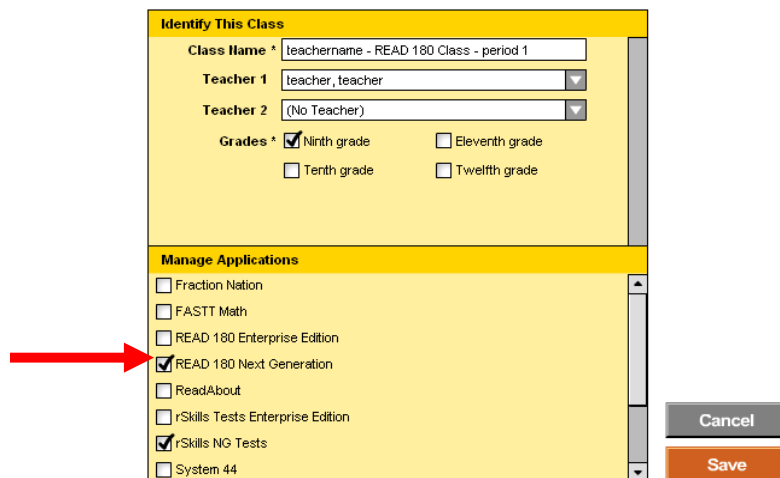 Identify This Class
Class Name * teachername - READ 180 Class - period 1
Teacher 1 teacher, teacher
Teacher 2 (No Teacher)
Grades * Ninth grade Eleventh grade
Tenth grade Twelfth grade
Manage Applications
Fraction Nation
FASTT Math
READ 180 Enterprise Edition
READ 180 Next Generation
ReadAbout
rSkills Tests Enterprise Edition
rSkills NG Tests
System 44
Cancel
Save